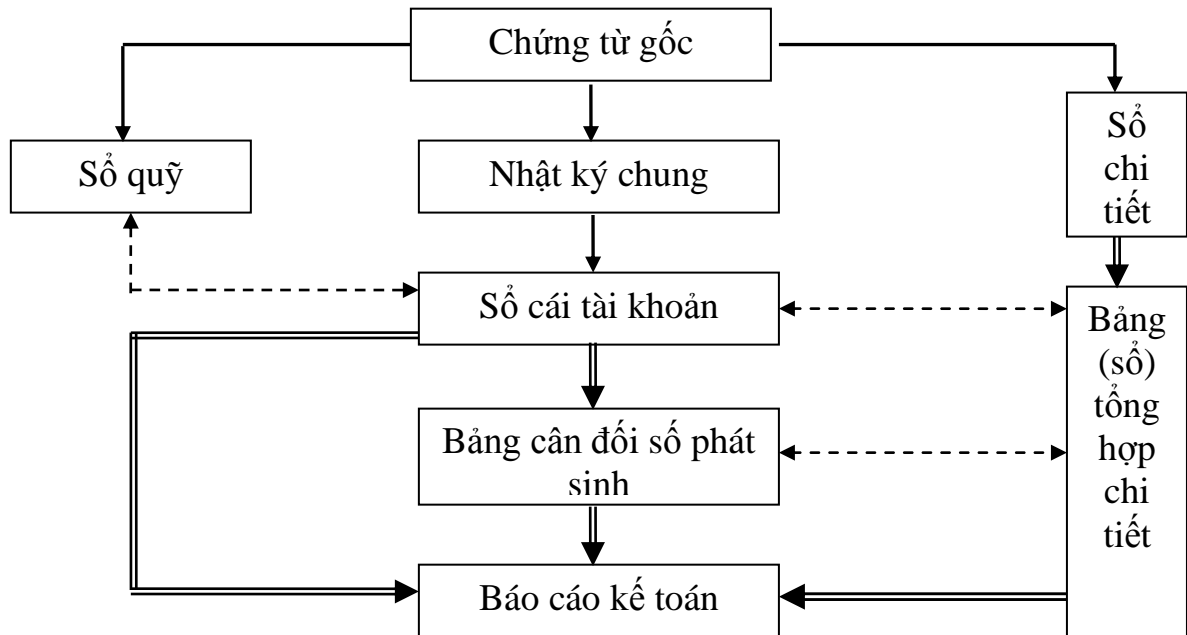 Chứng từ gốc
Sổ quỹ
Nhật ký chung
Sổ
chi
tiết
Sổ cái tài khoản
Bảng
(sổ)
tổng
hợp
chi
tiết
Bảng cân đối số phát
sinh
Báo cáo kế toán